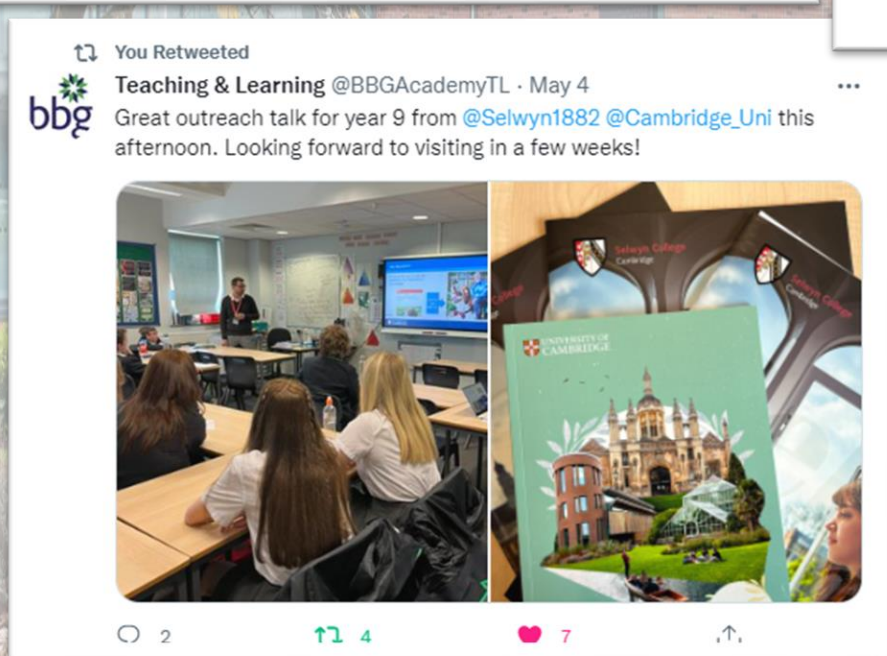 You Retweeted
bbg
Teaching & Learning @BBGAcademyTL · May 4
Great outreach talk for year 9 from @Selwyn1882 @Cambridge_Uni this
afternoon. Looking forward to visiting in a few weeks!
Selwyn College
Cambridge
Selwyn College
Cambridge
College
UNIVERSITY OF
CAMBRIDGE
2
4
7